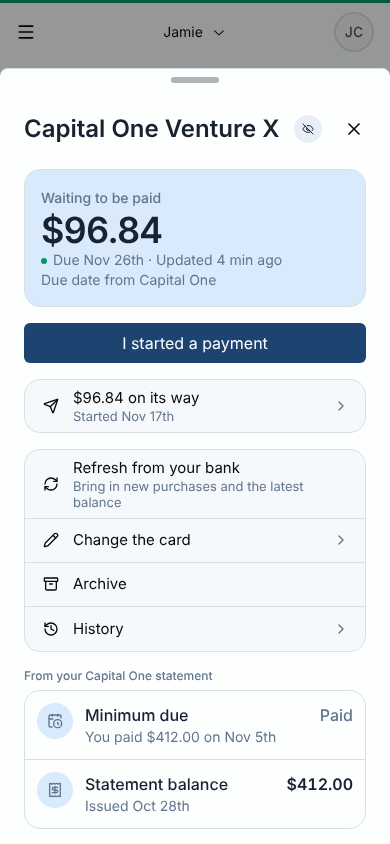 Jamie
JC
Capital One Venture X
Waiting to be paid
$96.84
Due Nov 26th · Updated 4 min ago
Due date from Capital One
I started a payment
$96.84 on its way
Started Nov 17th
Refresh from your bank
Bring in new purchases and the latest
balance
Change the card
Archive
History
From your Capital One statement
Minimum due
Paid
You paid $412.00 on Nov 5th
Statement balance
$412.00
Issued Oct 28th